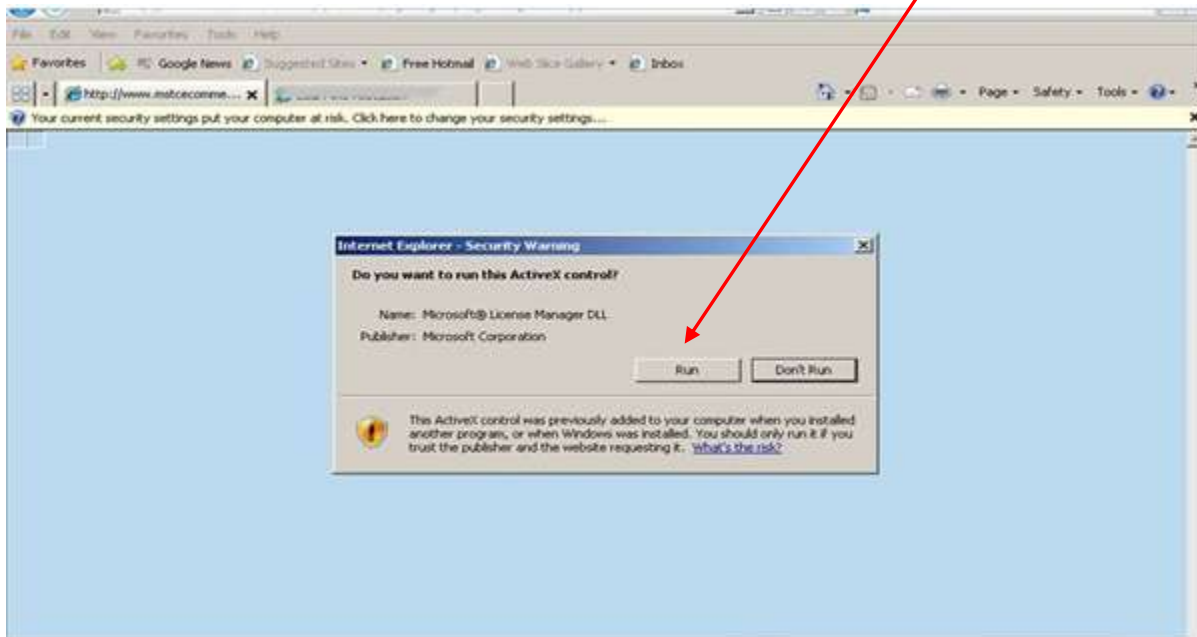 File Edit View Favorites Tools Help
Favorites Google News Suggested Sites Free Hotmail Web Slice Gallery Inbox
http://www.mstcecomme... Page Safety Tools
Your current security settings put your computer at risk. Click here to change your security settings...
Internet Explorer - Security Warning
Do you want to run this ActiveX control?
Name: Microsoft® License Manager DLL
Publisher: Microsoft Corporation
Run Don't Run
This ActiveX control was previously added to your computer when you installed
another program, or when Windows was installed. You should only run it if you
trust the publisher and the website requesting it. What's the risk?